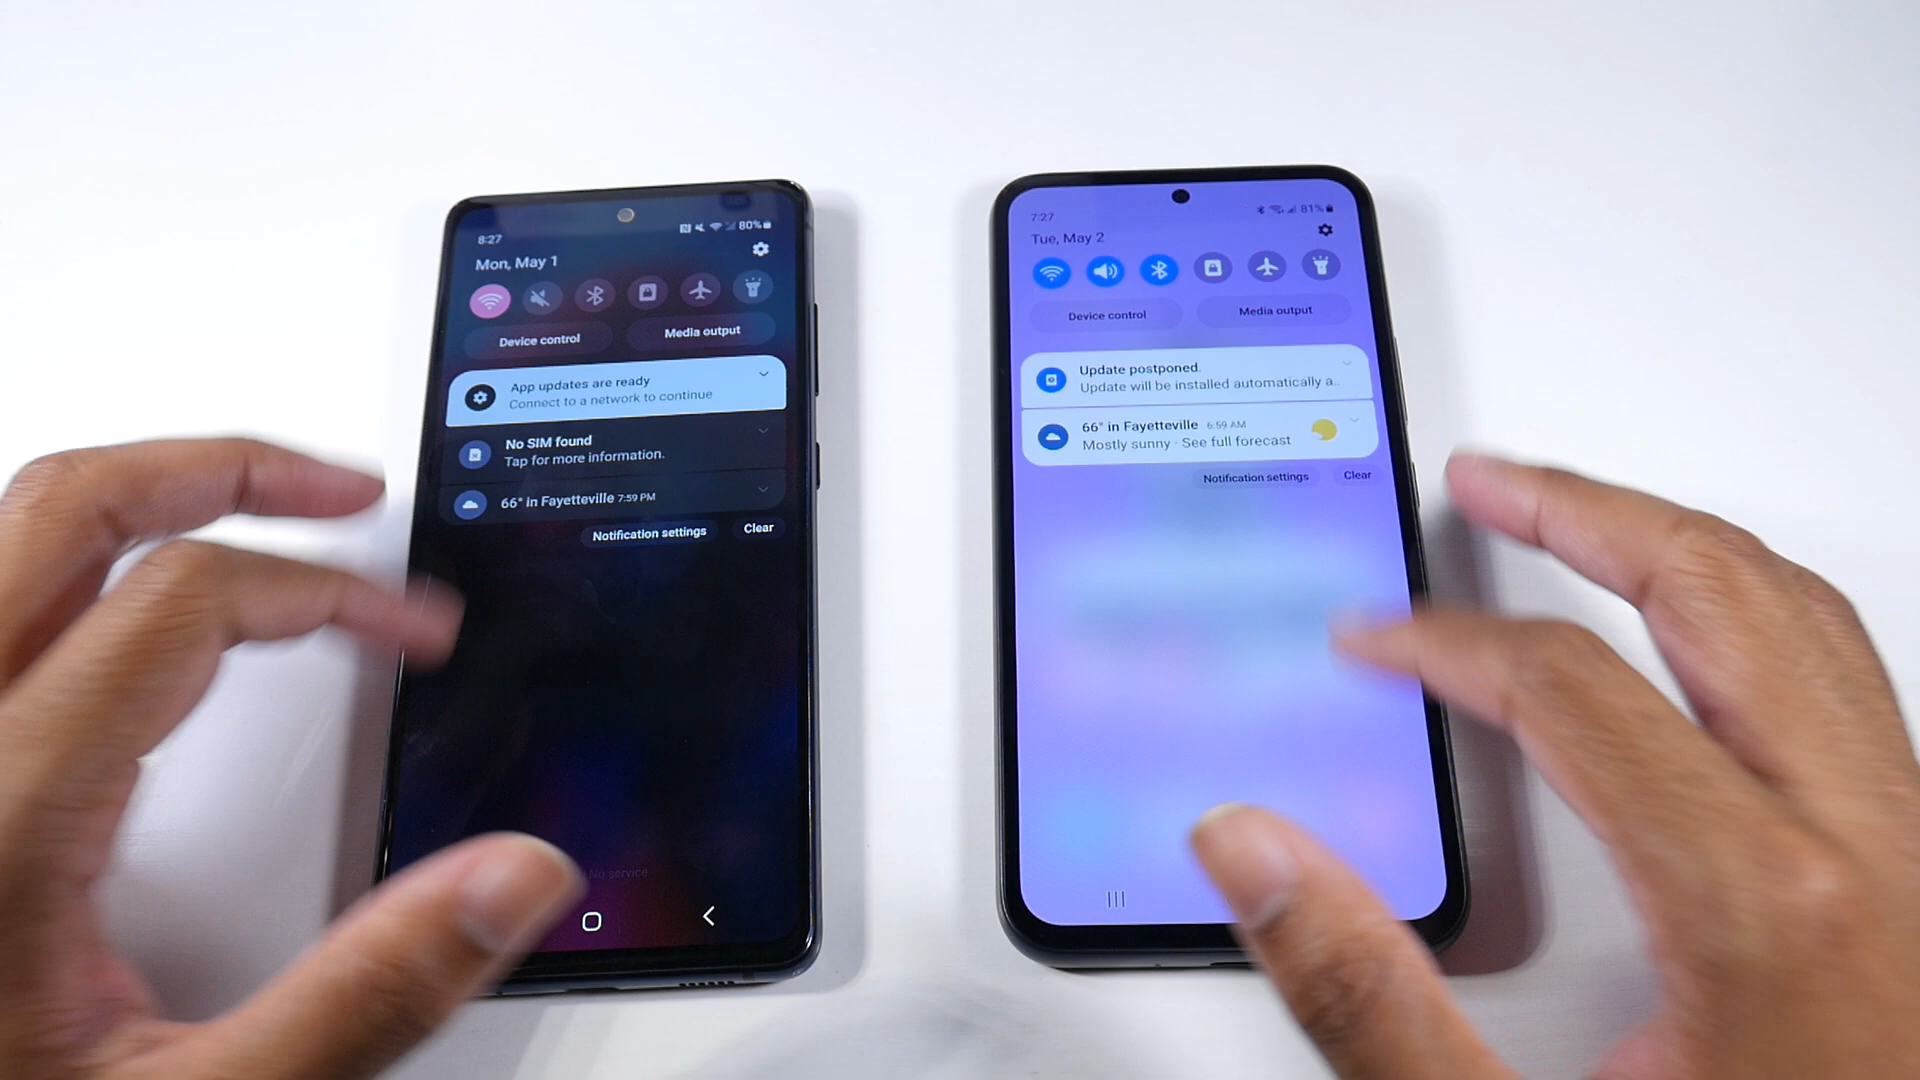 8:27
80%
Mon, May 1
Device control
Media output
App updates are ready
Connect to a network to continue
No SIM found
Tap for more information.
66° in Fayetteville 7:59 PM
Notification settings
Clear
No service
7:27
81%
Tue, May 2
Device control
Media output
Update postponed.
Update will be installed automatically a..
66° in Fayetteville 6:59 AM
Mostly sunny · See full forecast
Notification settings
Clear